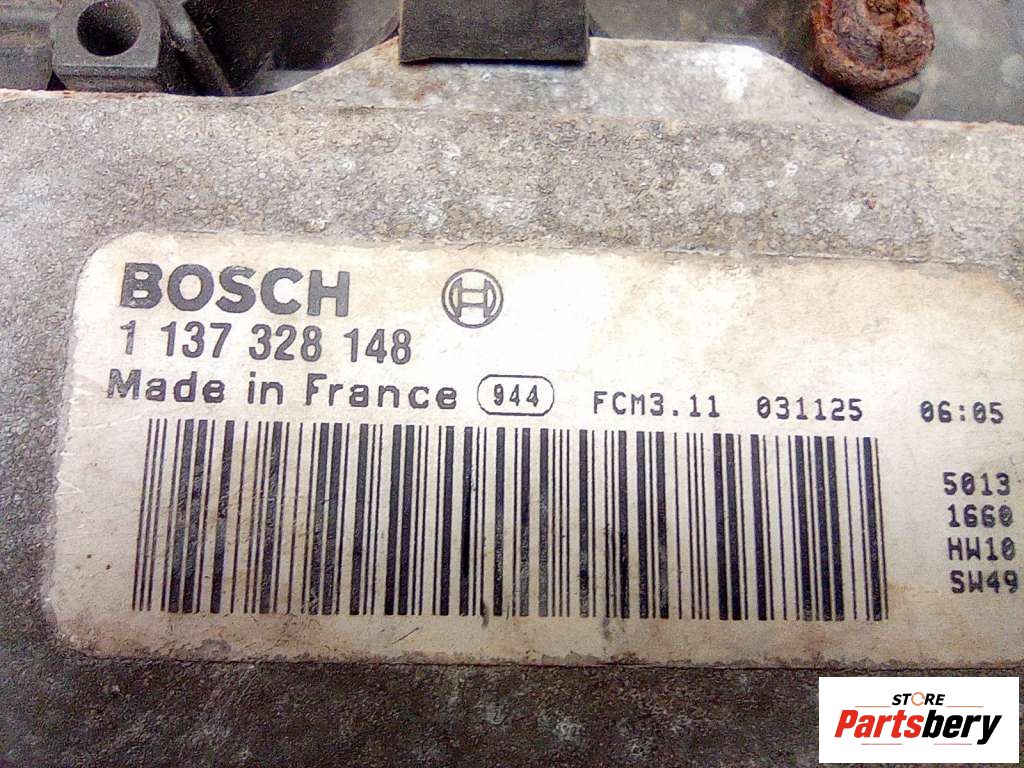 BOSCH
1 137 328 148
Made in France 944 FCM3.11 031125 06:05
5013
1660
HW10
SW49
STORE
Partsbery